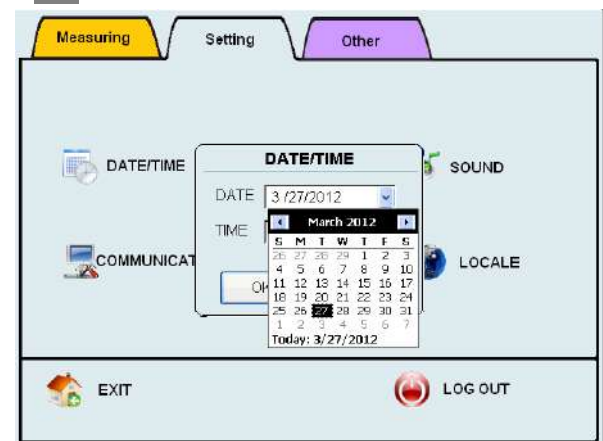 Measuring Setting Other
DATE/TIME
DATE/TIME SOUND
DATE 3 /27/2012
TIME
March 2012
S M T W T F S
26 27 28 29 1 2 3
4 5 6 7 8 9 10
11 12 13 14 15 16 17
18 19 20 21 22 23 24
25 26 27 28 29 30 31
1 2 3 4 5 6 7
Today: 3/27/2012
COMMUNICAT LOCALE
EXIT LOG OUT